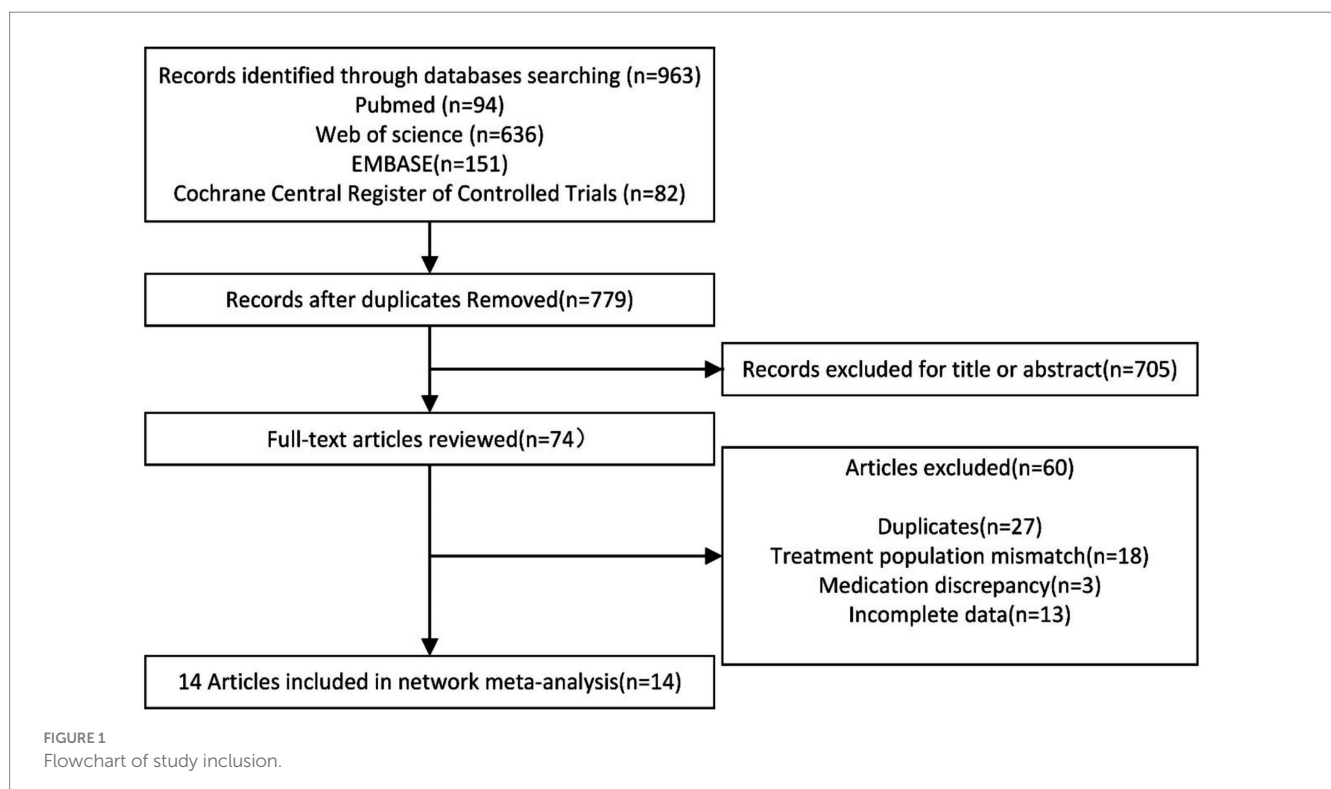 Records identified through databases searching (n=963)
Pubmed (n=94)
Web of science (n=636)
EMBASE(n=151)
Cochrane Central Register of Controlled Trials (n=82)
Records after duplicates Removed(n=779)
Records excluded for title or abstract(n=705)
Full-text articles reviewed(n=74）
Articles excluded(n=60)
Duplicates(n=27)
Treatment population mismatch(n=18)
Medication discrepancy(n=3)
Incomplete data(n=13)
14 Articles included in network meta-analysis(n=14)
FIGURE 1
Flowchart of study inclusion.